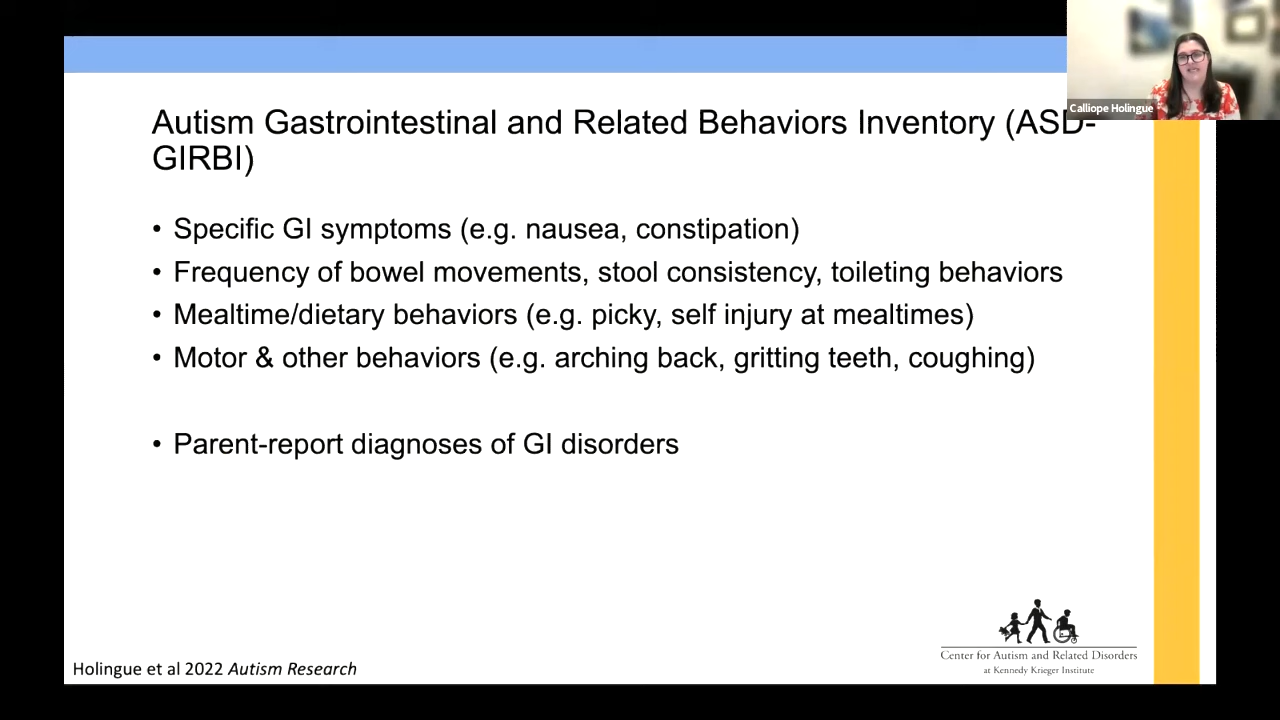 Calliope Holingue
Autism Gastrointestinal and Related Behaviors Inventory (ASD-
GIRBI)
• Specific GI symptoms (e.g. nausea, constipation)
• Frequency of bowel movements, stool consistency, toileting behaviors
• Mealtime/dietary behaviors (e.g. picky, self injury at mealtimes)
• Motor & other behaviors (e.g. arching back, gritting teeth, coughing)
• Parent-report diagnoses of GI disorders
Center for Autism and Related Disorders
at Kennedy Krieger Institute
Holingue et al 2022 Autism Research